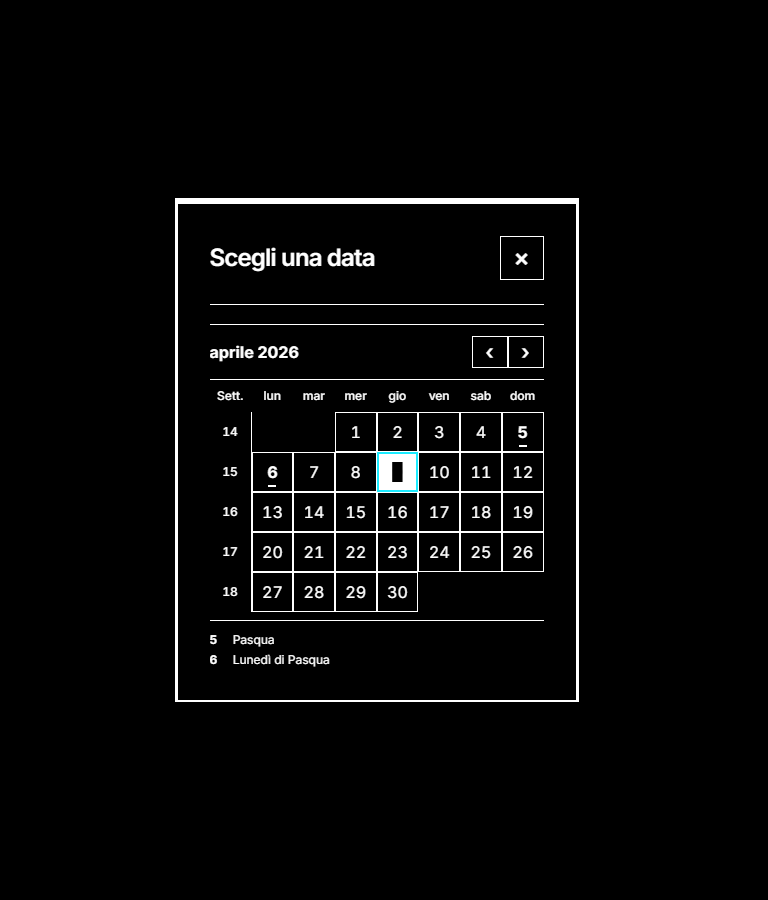 Scegli una data ×
aprile 2026 ‹ ›
Sett. lun mar mer gio ven sab dom
14 1 2 3 4 5
15 6 7 8 10 11 12
16 13 14 15 16 17 18 19
17 20 21 22 23 24 25 26
18 27 28 29 30
5 Pasqua
6 Lunedì di Pasqua